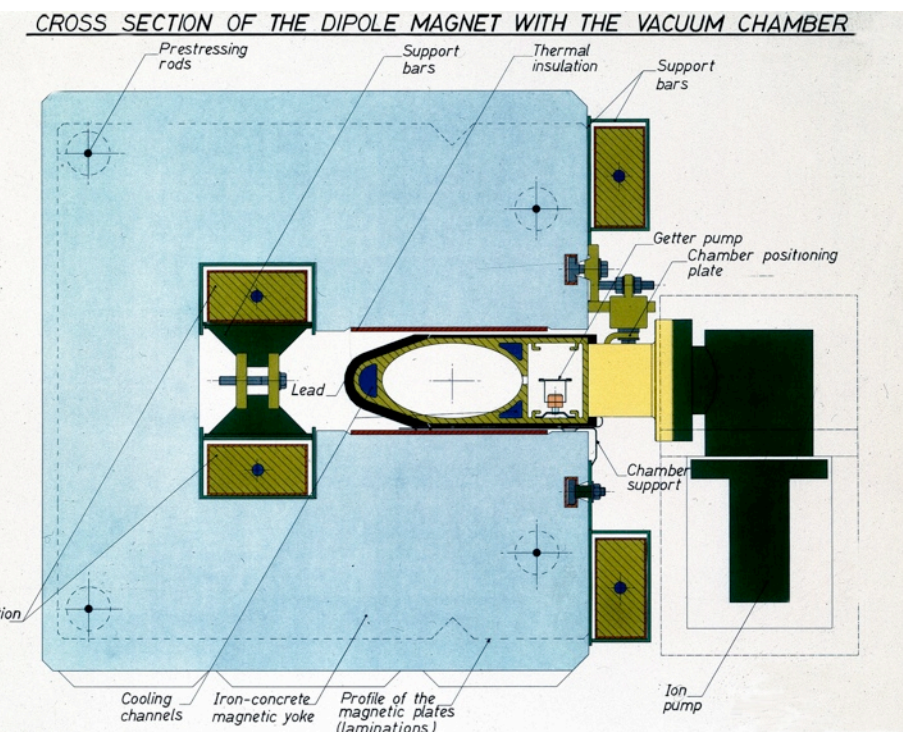 CROSS SECTION OF THE DIPOLE MAGNET WITH THE VACUUM CHAMBER
Prestressing
rods
Support
bars
Thermal
insulation
Support
bars
Getter pump
Chamber positioning
plate
Lead
Chamber
support
Cooling
channels
Iron-concrete
magnetic yoke
Profile of the
magnetic plates
(laminations)
Ion
pump